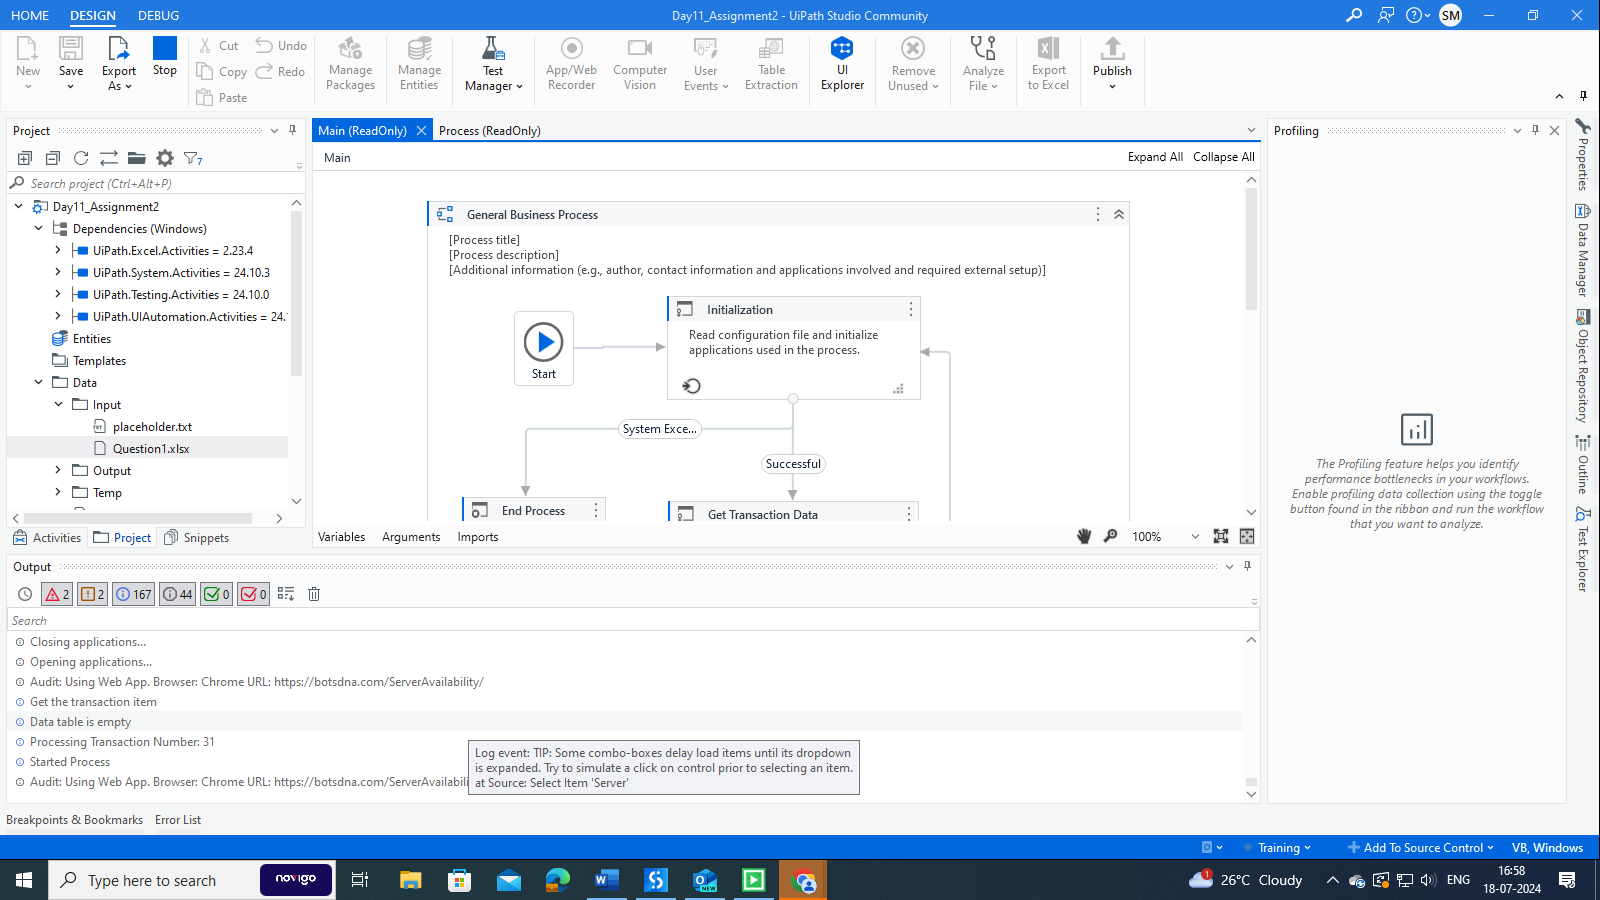 HOME DESIGN DEBUG
Day11_Assignment2 - UiPath Studio Community
SM
New
Save
Export As
Stop
Cut
Copy
Paste
Undo
Redo
Manage Packages
Manage Entities
Test Manager
App/Web Recorder
Computer Vision
User Events
Table Extraction
UI Explorer
Remove Unused
Analyze File
Export to Excel
Publish
Project
7
Search project (Ctrl+Alt+P)
Day11_Assignment2
Dependencies (Windows)
UiPath.Excel.Activities = 2.23.4
UiPath.System.Activities = 24.10.3
UiPath.Testing.Activities = 24.10.0
UiPath.UIAutomation.Activities = 24.
Entities
Templates
Data
Input
placeholder.txt
Question1.xlsx
Output
Temp
Activities Project Snippets
Main (ReadOnly) Process (ReadOnly)
Main
Expand All Collapse All
General Business Process
[Process title]
[Process description]
[Additional information (e.g., author, contact information and applications involved and required external setup)]
Start
Initialization
Read configuration file and initialize
applications used in the process.
System Exce...
Successful
End Process
Get Transaction Data
Variables Arguments Imports
100%
Profiling
The Profiling feature helps you identify
performance bottlenecks in your workflows.
Enable profiling data collection using the toggle
button found in the ribbon and run the workflow
that you want to analyze.
Properties
Data Manager
Object Repository
Outline
Test Explorer
Output
2 2 167 44 0 0
Search
Closing applications...
Opening applications...
Audit: Using Web App. Browser: Chrome URL: https://botsdna.com/ServerAvailability/
Get the transaction item
Data table is empty
Processing Transaction Number: 31
Started Process
Audit: Using Web App. Browser: Chrome URL: https://botsdna.com/ServerAvailabili
Log event: TIP: Some combo-boxes delay load items until its dropdown
is expanded. Try to simulate a click on control prior to selecting an item.
at Source: Select Item 'Server'
Breakpoints & Bookmarks Error List
Training
Add To Source Control
VB, Windows
Type here to search
novigo
NEW
1
26°C Cloudy
ENG
16:58
18-07-2024